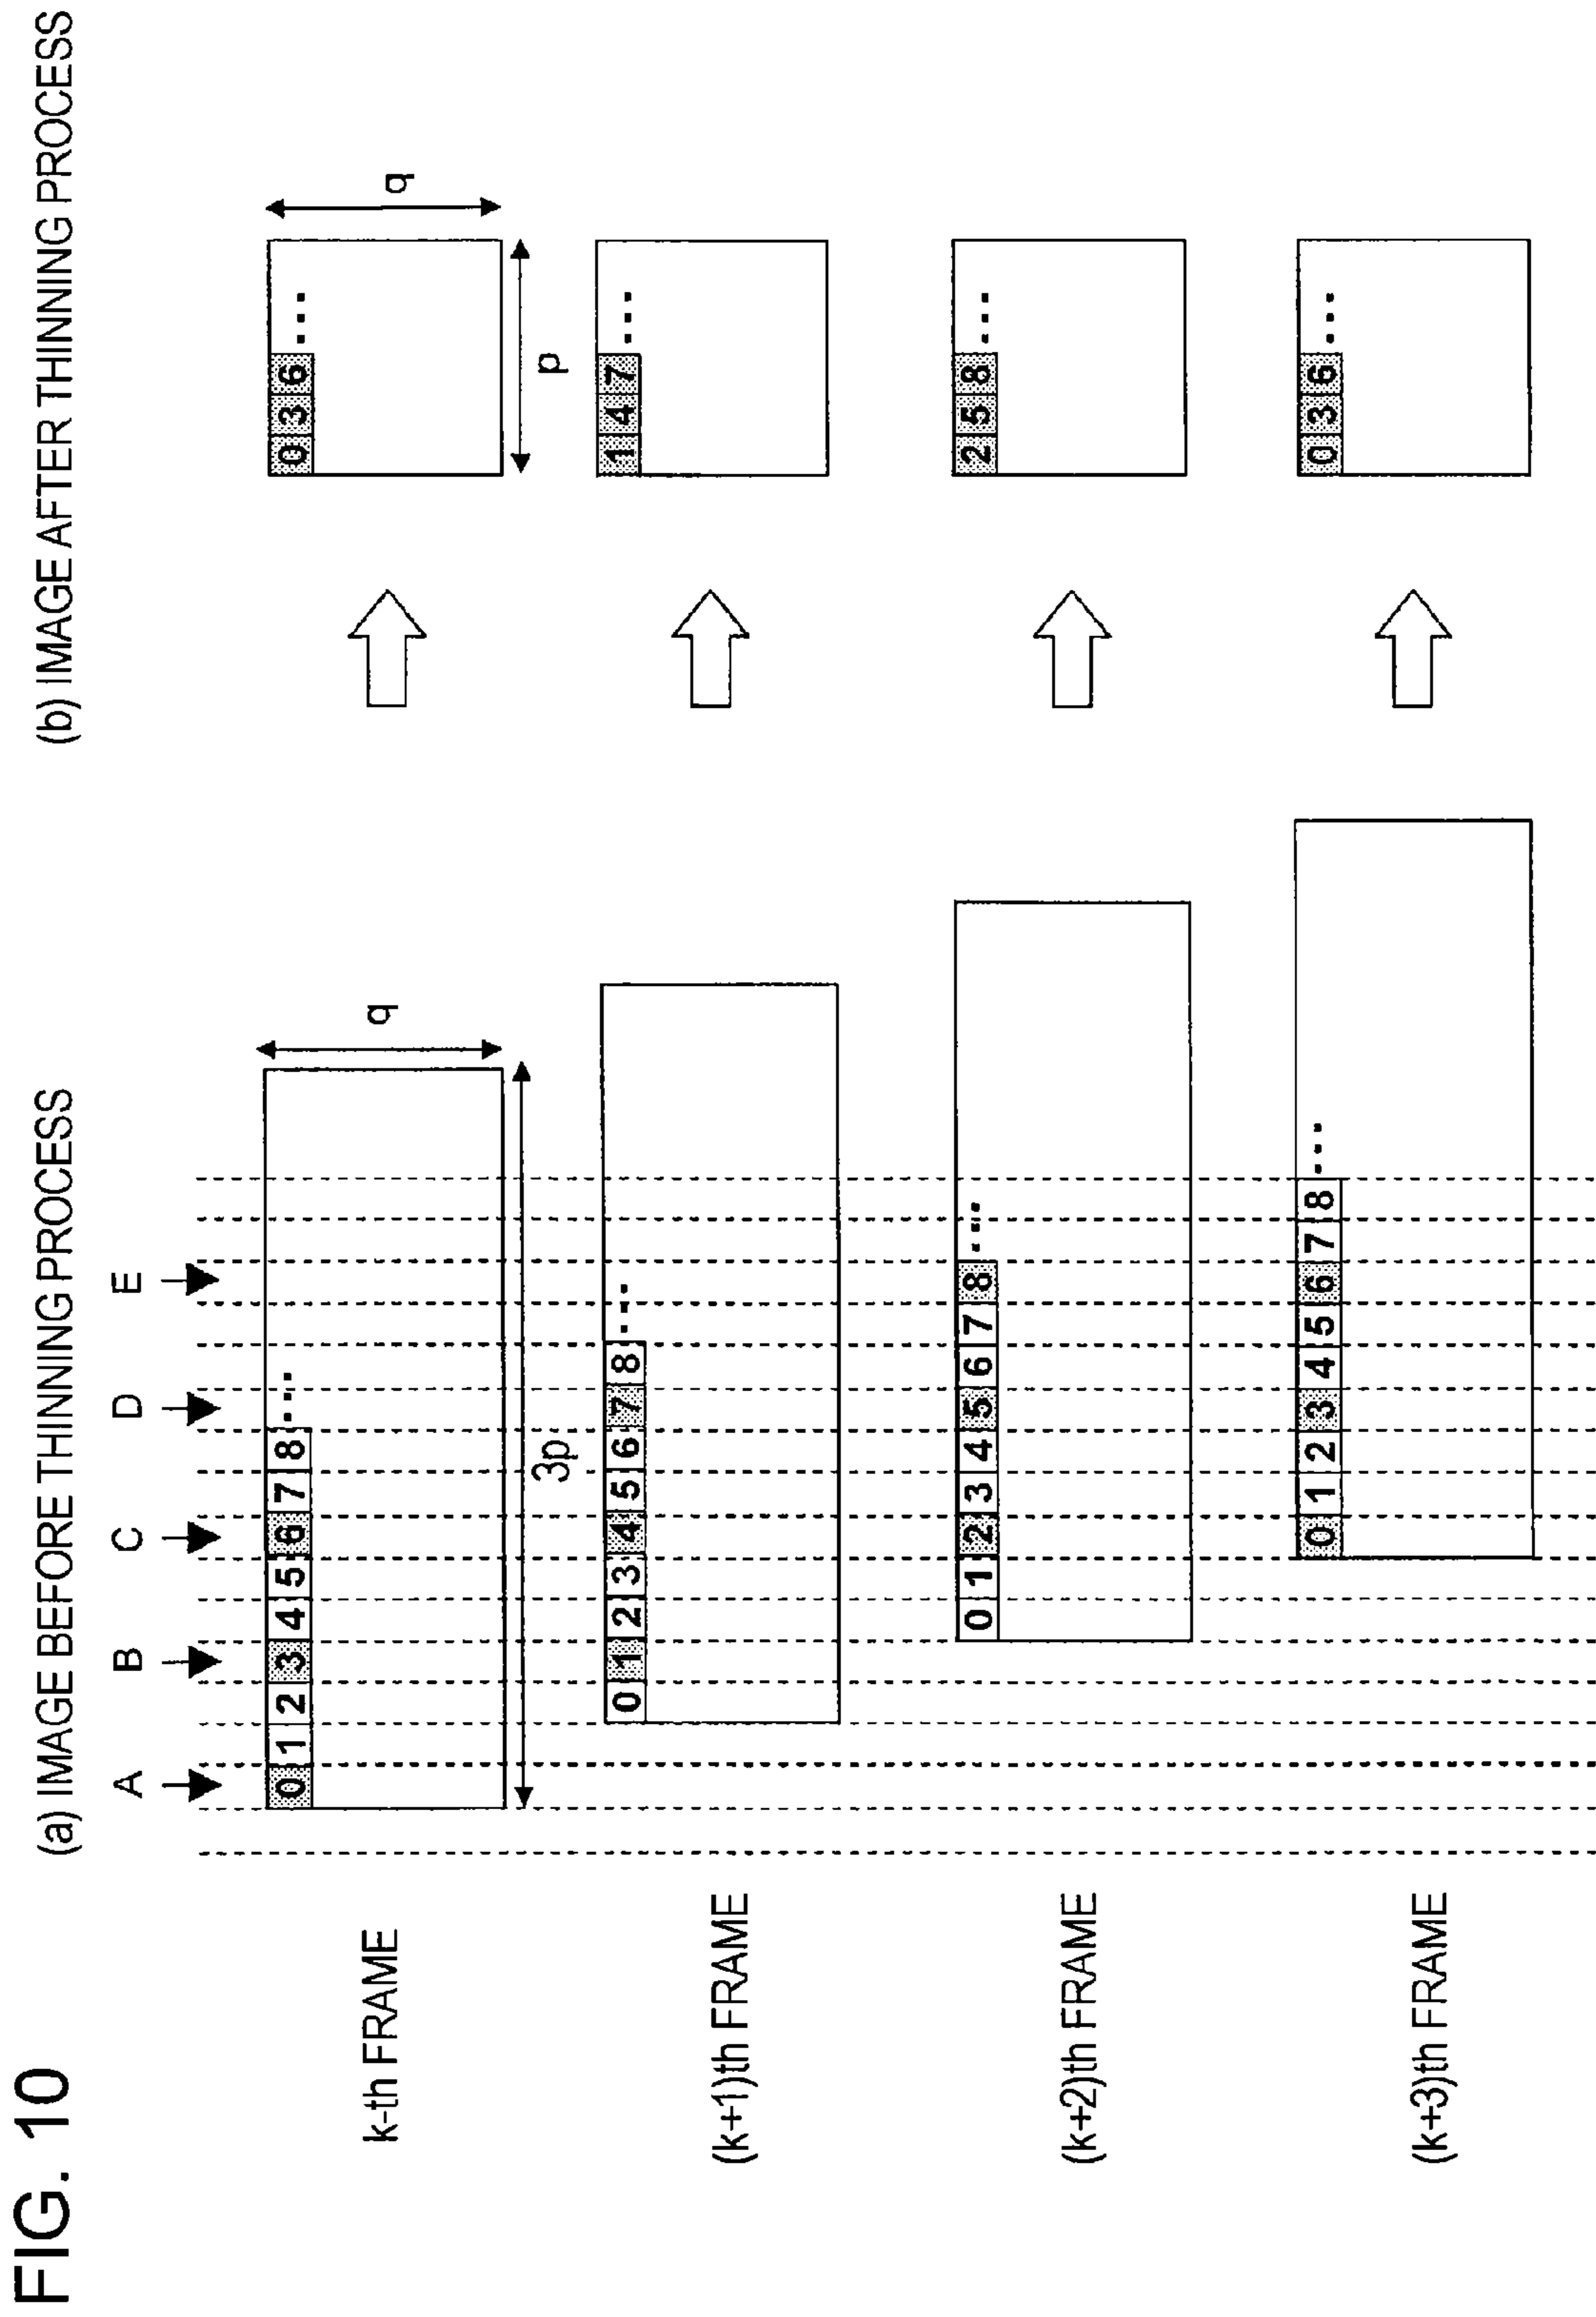 FIG. 10
(a) IMAGE BEFORE THINNING PROCESS
(b) IMAGE AFTER THINNING PROCESS
A B C D E
k-th FRAME
0 1 2 3 4 5 6 7 8 ...
q
3p
0 3 6 ...
q
p
(k+1)th FRAME
0 1 2 3 4 5 6 7 8 ...
1 4 7 ...
(k+2)th FRAME
0 1 2 3 4 5 6 7 8 ...
2 5 8 ...
(k+3)th FRAME
0 1 2 3 4 5 6 7 8 ...
0 3 6 ...